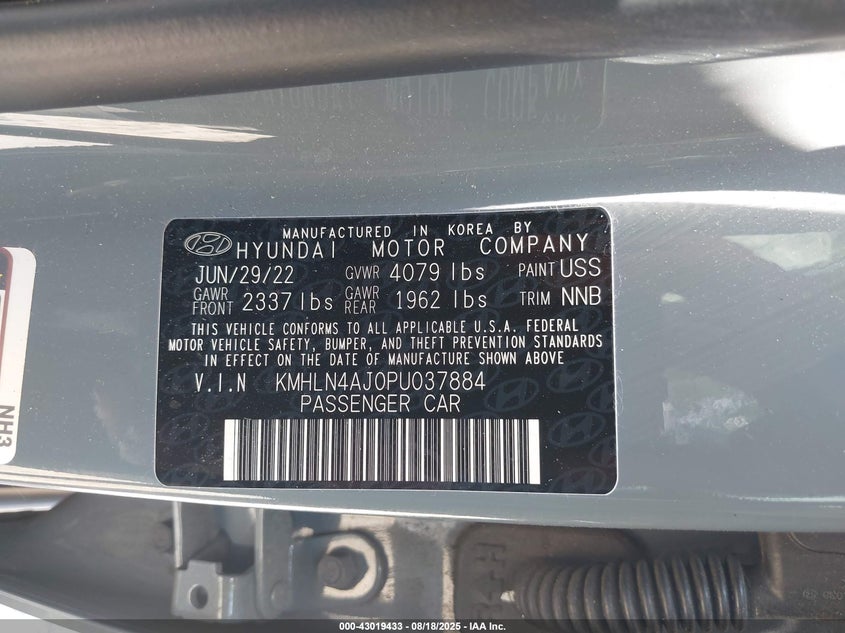 MANUFACTURED IN KOREA BY
HYUNDAI MOTOR COMPANY
JUN/29/22 GVWR 4079 lbs PAINT USS
GAWR FRONT 2337 lbs GAWR REAR 1962 lbs TRIM NNB
THIS VEHICLE CONFORMS TO ALL APPLICABLE U.S.A. FEDERAL
MOTOR VEHICLE SAFETY, BUMPER, AND THEFT PREVENTION STANDARDS
IN EFFECT ON THE DATE OF MANUFACTURE SHOWN ABOVE
V.I.N KMHLN4AJ0PU037884
PASSENGER CAR
NH3
000-43019433 - 08/18/2025 - IAA Inc.